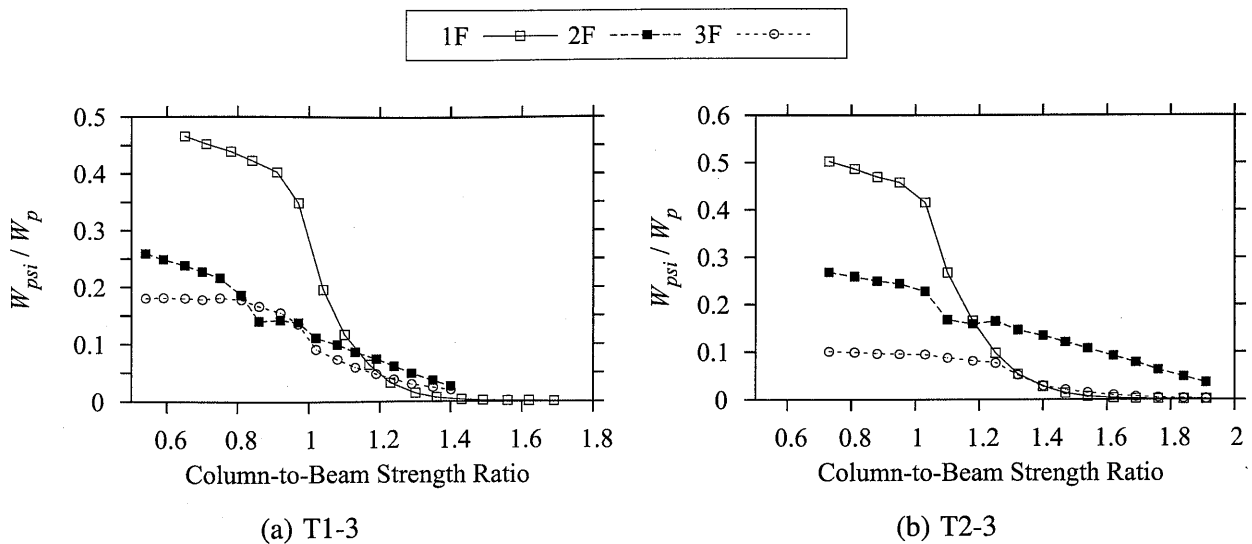 1F 2F 3F
0.5
0.4
0.3
0.2
0.1
0
W_psi / W_p
0.6 0.8 1 1.2 1.4 1.6 1.8
Column-to-Beam Strength Ratio
(a) T1-3
0.6
0.5
0.4
0.3
0.2
0.1
0
W_psi / W_p
0.6 0.8 1 1.2 1.4 1.6 1.8 2
Column-to-Beam Strength Ratio
(b) T2-3